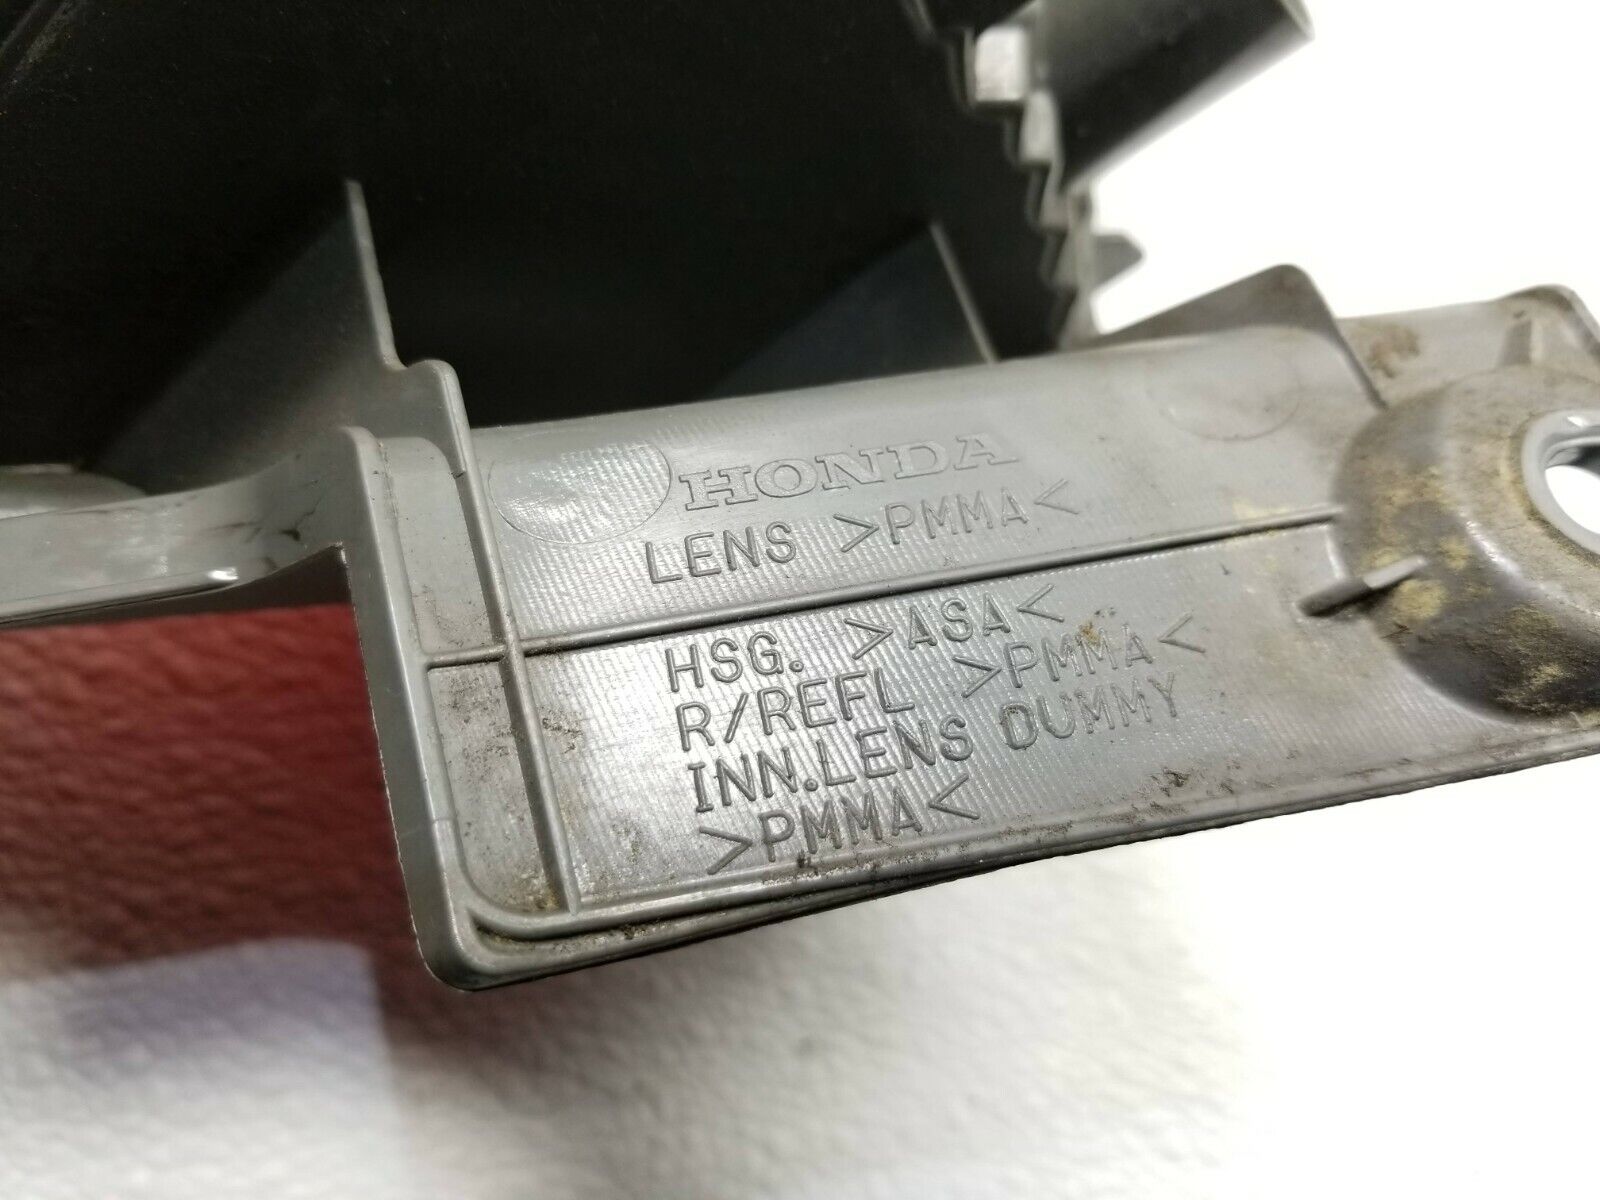 HONDA
LENS >PMMA<
HSG. >ASA<
R/REFL >PMMA<
INN.LENS DUMMY
>PMMA<